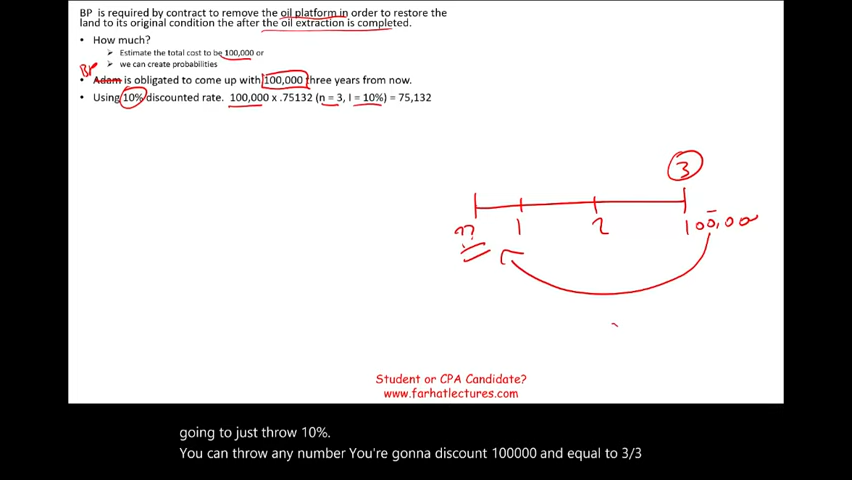 BP is required by contract to remove the oil platform in order to restore the
land to its original condition the after the oil extraction is completed.
• How much?
➢ Estimate the total cost to be 100,000 or
➢ we can create probabilities
BP
• Adam is obligated to come up with 100,000 three years from now.
• Using 10% discounted rate. 100,000 x .75132 (n = 3, I = 10%) = 75,132
3
?? 1 2 100,00
Student or CPA Candidate?
www.farhatlectures.com
going to just throw 10%.
You can throw any number You're gonna discount 100000 and equal to 3/3